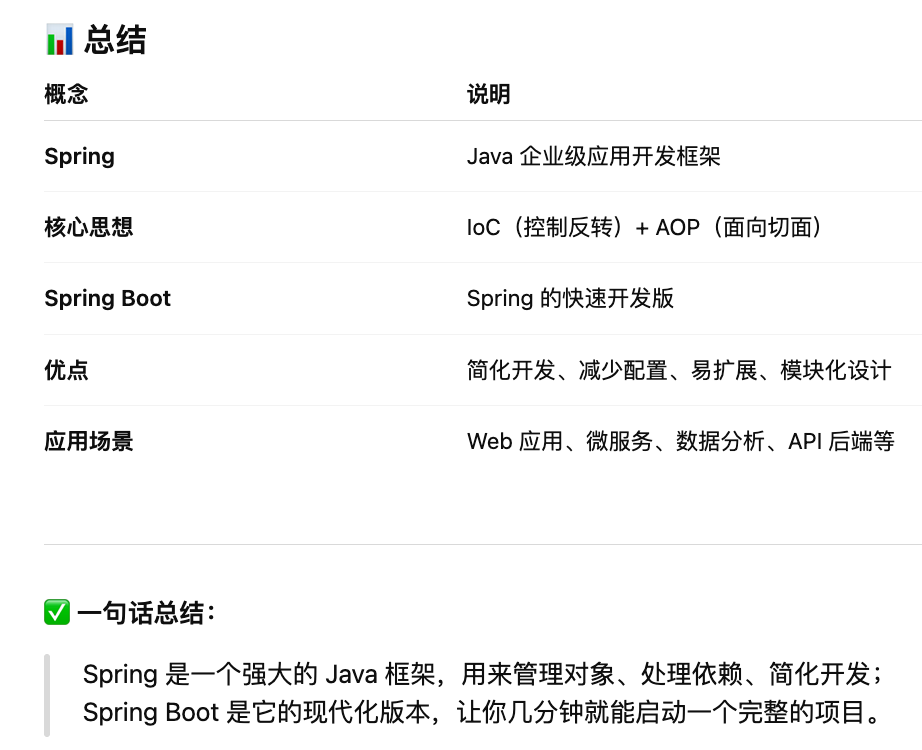 📊 总结
概念 说明
Spring Java 企业级应用开发框架
核心思想 IoC（控制反转）+ AOP（面向切面）
Spring Boot Spring 的快速开发版
优点 简化开发、减少配置、易扩展、模块化设计
应用场景 Web 应用、微服务、数据分析、API 后端等
✅ 一句话总结：
Spring 是一个强大的 Java 框架，用来管理对象、处理依赖、简化开发；
Spring Boot 是它的现代化版本，让你几分钟就能启动一个完整的项目。